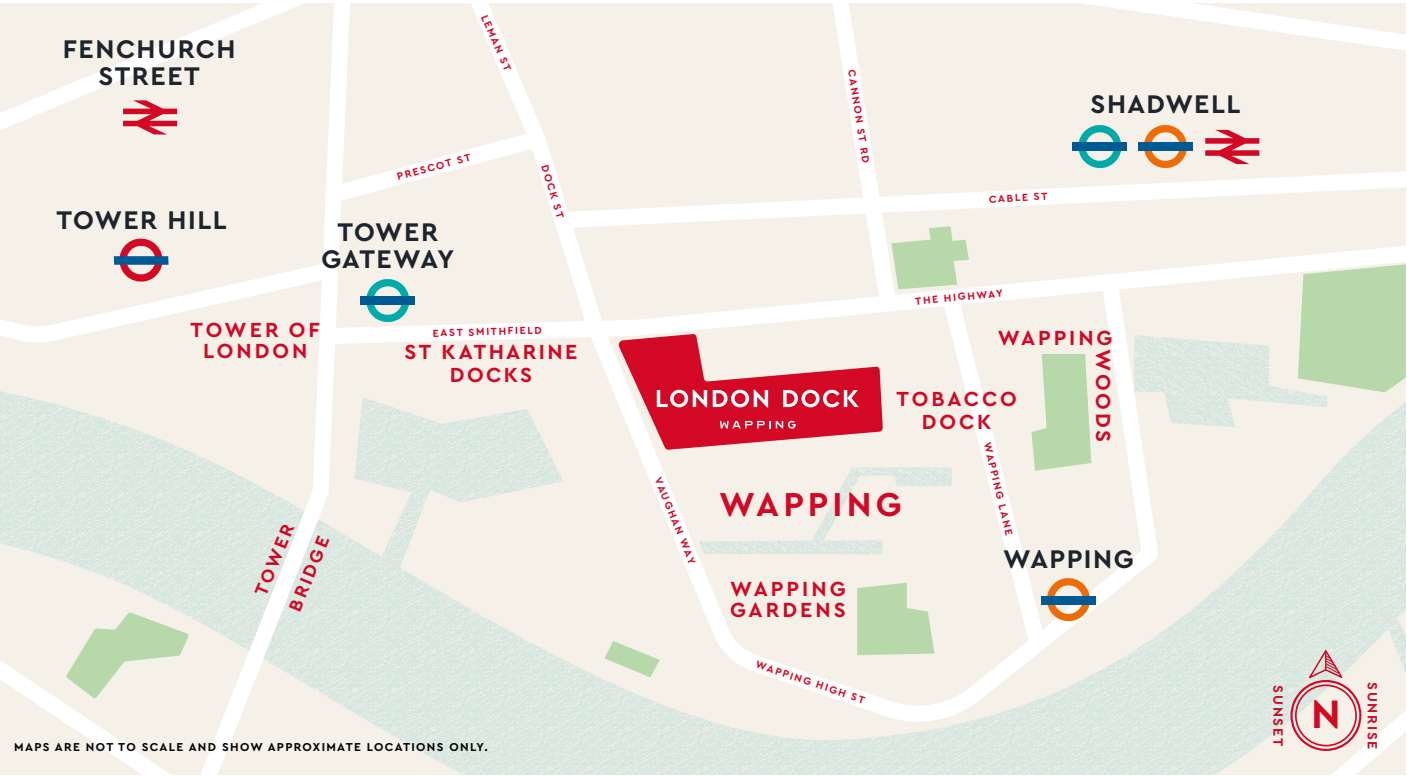 LEMAN ST
FENCHURCH
STREET
CANNON ST RD
SHADWELL
PRESCOT ST
DOCK ST
CABLE ST
TOWER HILL
TOWER
GATEWAY
THE HIGHWAY
TOWER OF
LONDON
EAST SMITHFIELD
ST KATHARINE
DOCKS
WAPPING
WOODS
LONDON DOCK
WAPPING
TOBACCO
DOCK
WAPPING LANE
VAUGHAN WAY
WAPPING
TOWER
BRIDGE
WAPPING
WAPPING
GARDENS
WAPPING HIGH ST
SUNSET
N
SUNRISE
MAPS ARE NOT TO SCALE AND SHOW APPROXIMATE LOCATIONS ONLY.